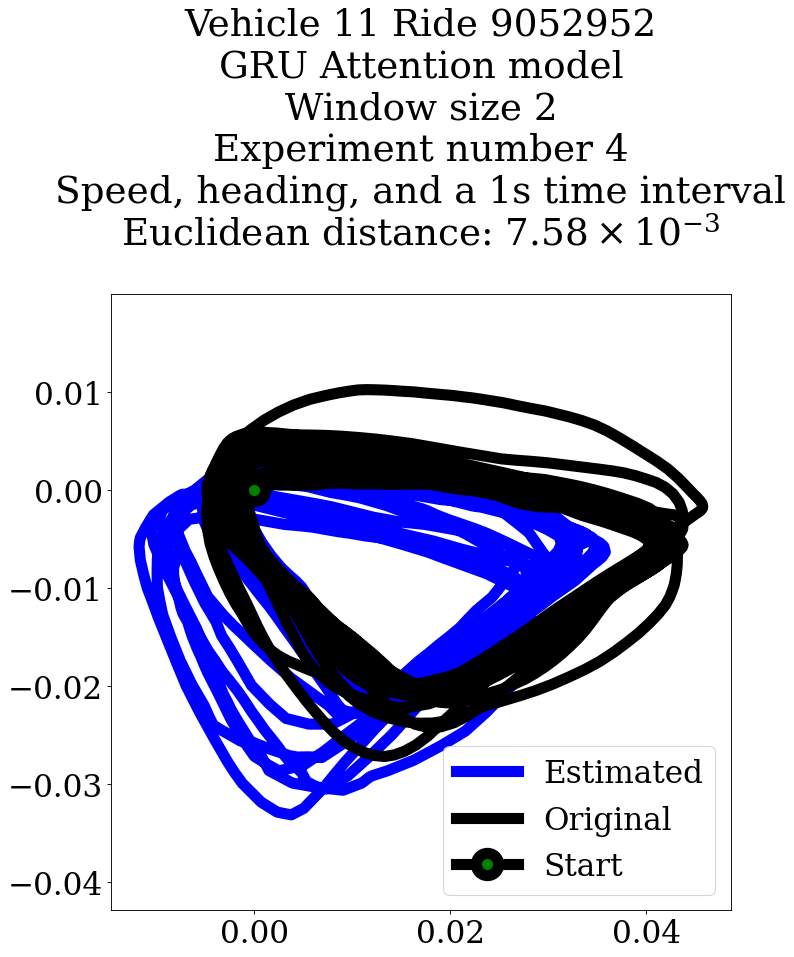 Vehicle 11 Ride 9052952
GRU Attention model
Window size 2
Experiment number 4
Speed, heading, and a 1s time interval
Euclidean distance: 7.58 × 10⁻³
0.01
0.00
−0.01
−0.02
−0.03
−0.04
0.00 0.02 0.04
Estimated
Original
Start